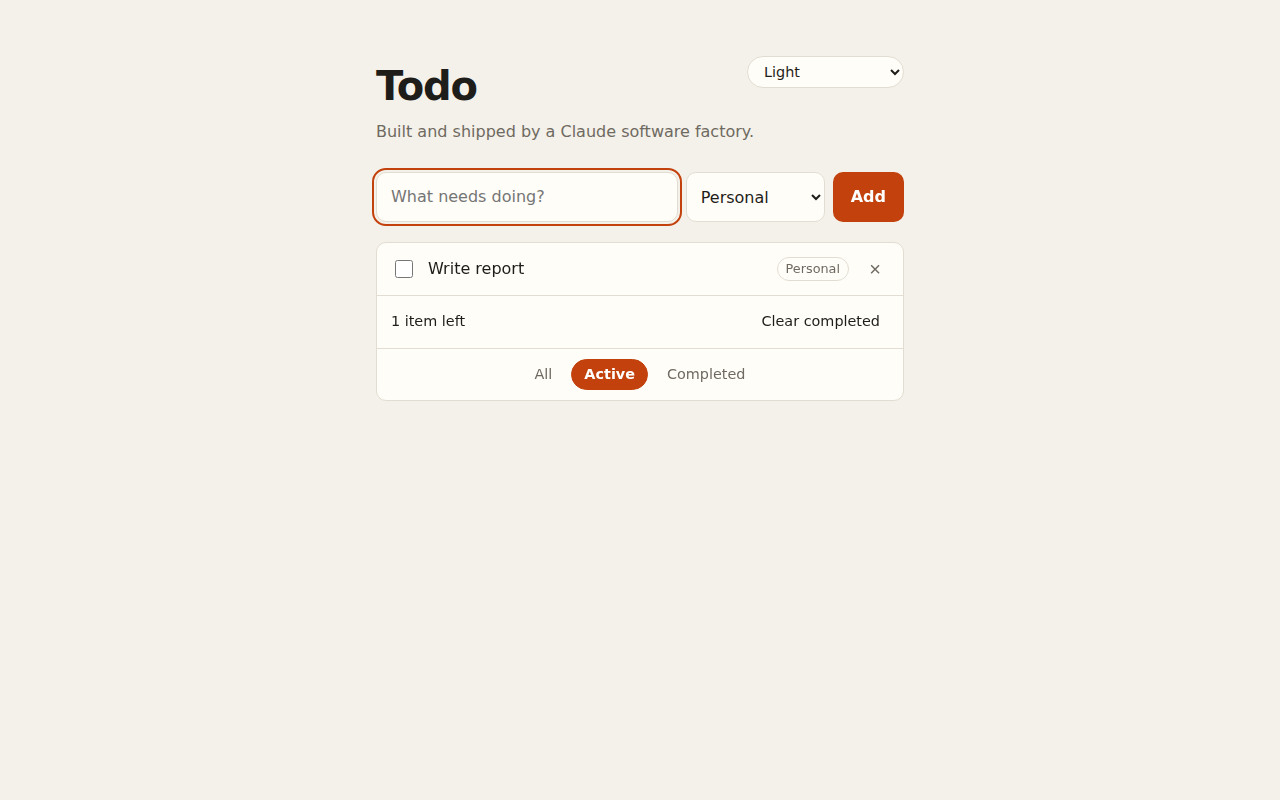 Todo
Light
Built and shipped by a Claude software factory.
What needs doing?
Personal
Add
Write report
Personal
×
1 item left
Clear completed
All
Active
Completed